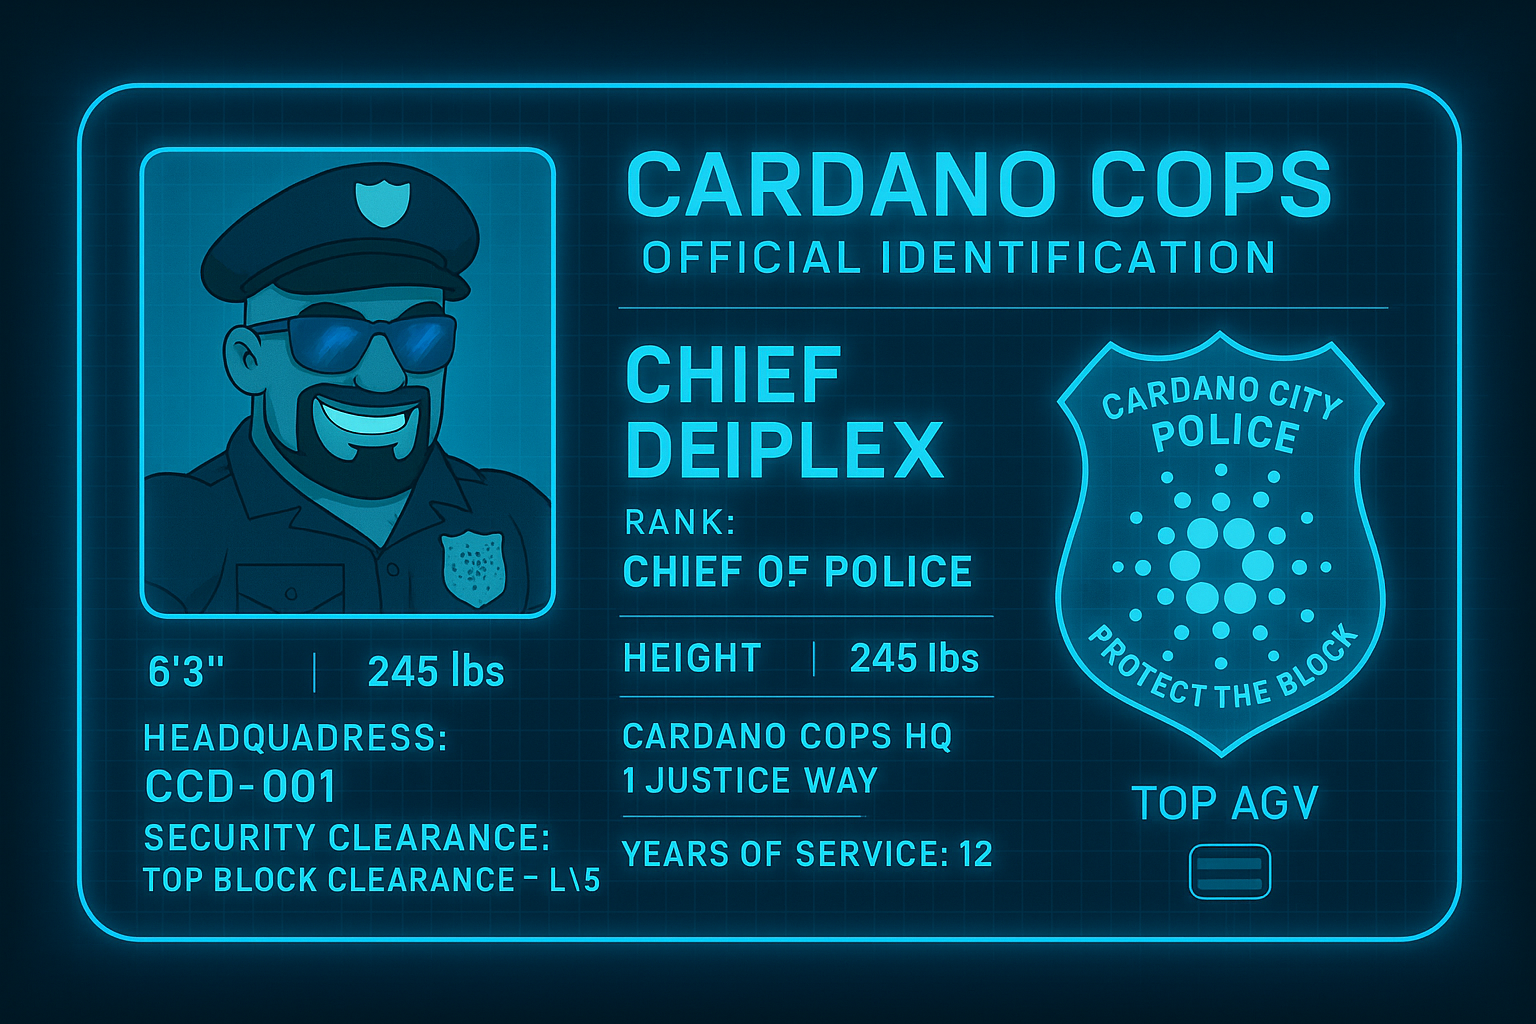 CARDANO COPS
OFFICIAL IDENTIFICATION
CHIEF
DEIPLEX
RANK:
CHIEF OF POLICE
HEIGHT | 245 lbs
CARDANO COPS HQ
1 JUSTICE WAY
YEARS OF SERVICE: 12
6'3" | 245 lbs
HEADQUADRESS:
CCD-001
SECURITY CLEARANCE:
TOP BLOCK CLEARANCE - L\5
CARDANO CITY
POLICE
PROTECT THE BLOCK
TOP AGV